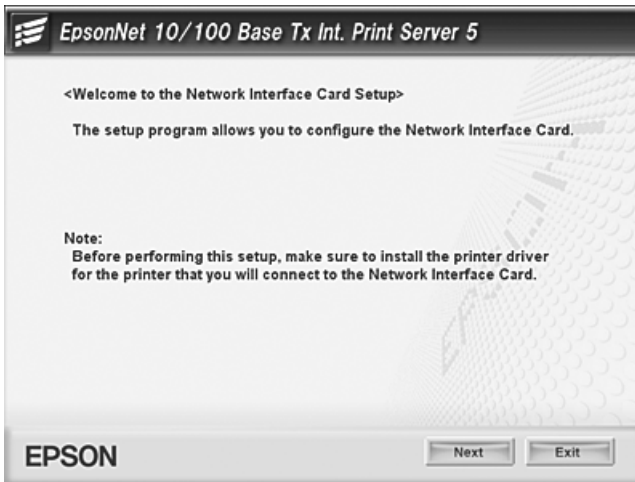 EpsonNet 10/100 Base Tx Int. Print Server 5
<Welcome to the Network Interface Card Setup>
The setup program allows you to configure the Network Interface Card.
Note:
Before performing this setup, make sure to install the printer driver
for the printer that you will connect to the Network Interface Card.
EPSON
EPSON
Next
Exit